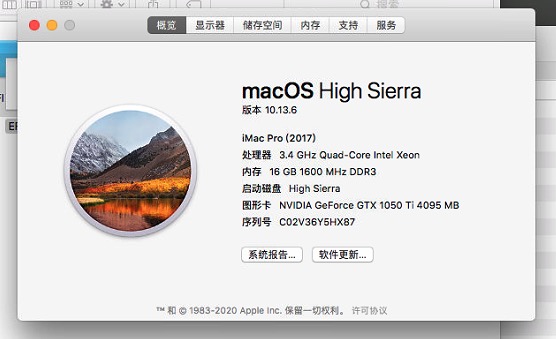 搜索
概览 显示器 储存空间 内存 支持 服务
macOS High Sierra
版本 10.13.6
iMac Pro (2017)
处理器 3.4 GHz Quad-Core Intel Xeon
内存 16 GB 1600 MHz DDR3
启动磁盘 High Sierra
图形卡 NVIDIA GeForce GTX 1050 Ti 4095 MB
序列号 C02V36Y5HX87
系统报告... 软件更新...
™ 和 © 1983-2020 Apple Inc. 保留一切权利。 许可协议